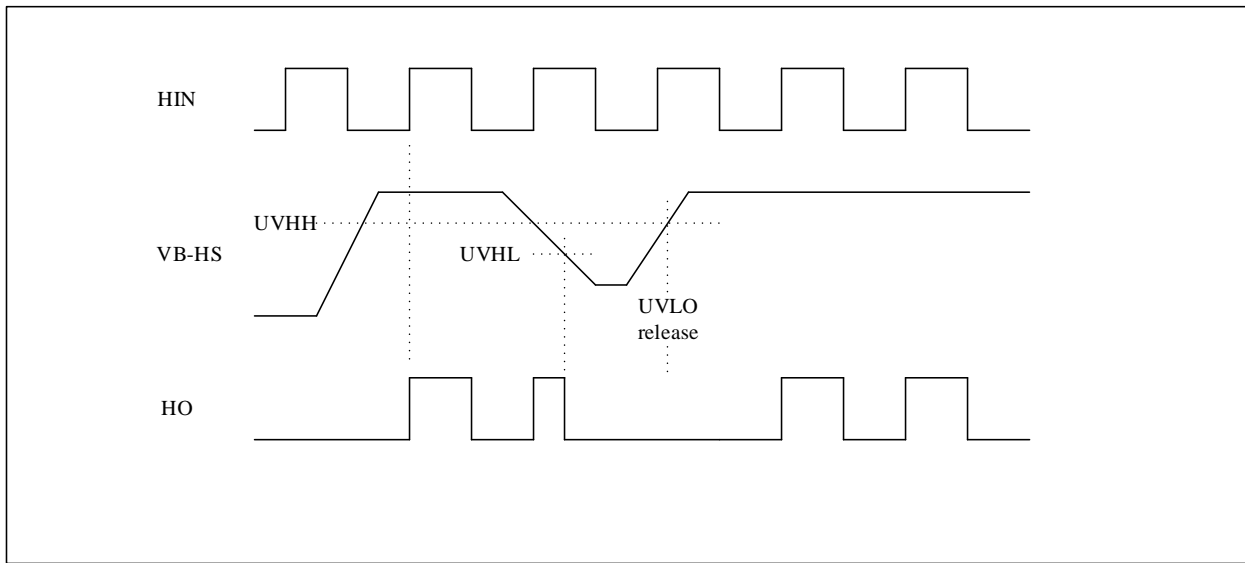 HIN
UVHH
VB-HS
UVHL
UVLO
release
HO